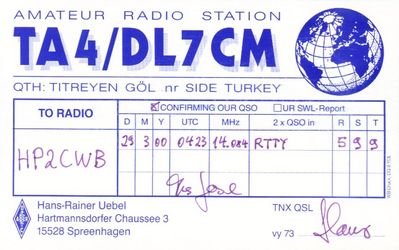 AMATEUR RADIO STATION
TA4/DL7CM
QTH: TITREYEN GÖL nr SIDE TURKEY
TO RADIO
HP2CWB
☒ CONFIRMING OUR QSO ☐ UR SWL-Report
D M Y UTC MHz 2 x QSO in R S T
29 3 00 0423 14.084 RTTY 5 9 9
Hans-Rainer Uebel
Hartmannsdorfer Chaussee 3
15528 Spreenhagen
TNX QSL
vy 73 Hans